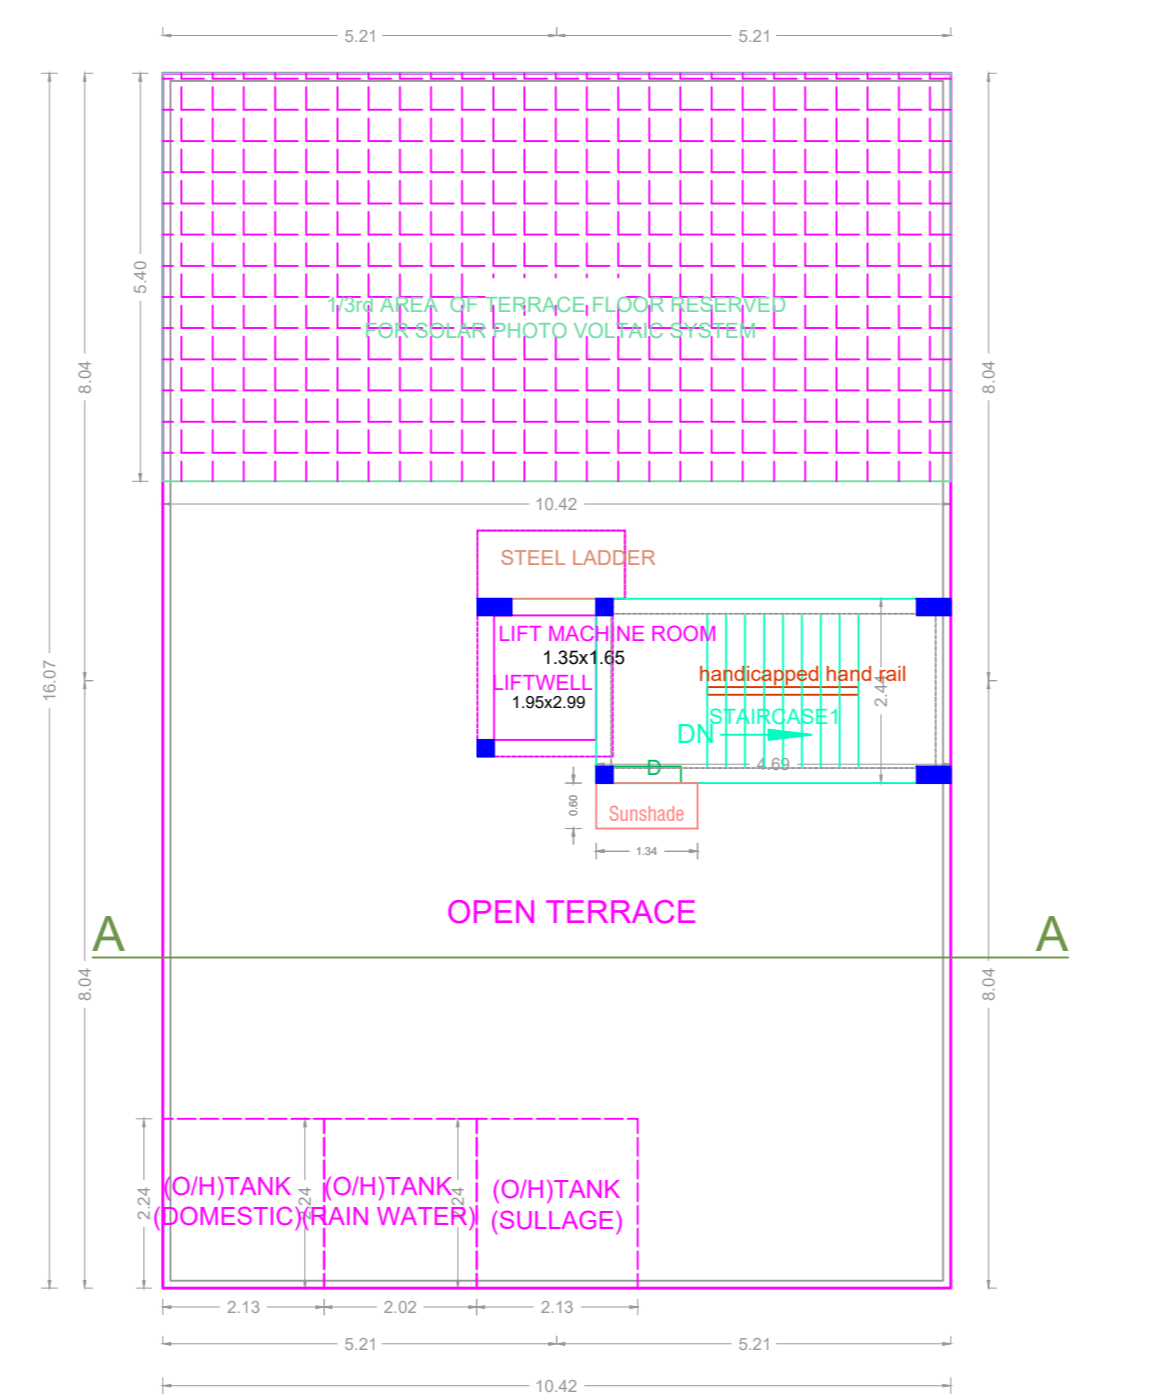 5.21 5.21
5.40
8.04 8.04
16.07
1/3rd AREA OF TERRACE FLOOR RESERVED
FOR SOLAR PHOTO VOLTAIC SYSTEM
10.42
STEEL LADDER
LIFT MACHINE ROOM
1.35x1.65
LIFTWELL
1.95x2.99
handicapped hand rail
2.44
STAIRCASE1
DN
D
4.69
0.60
Sunshade
1.34
OPEN TERRACE
A A
8.04 8.04
2.24 2.24 2.24
(O/H)TANK (O/H)TANK (O/H)TANK
(DOMESTIC) (RAIN WATER) (SULLAGE)
2.13 2.02 2.13
5.21 5.21
10.42